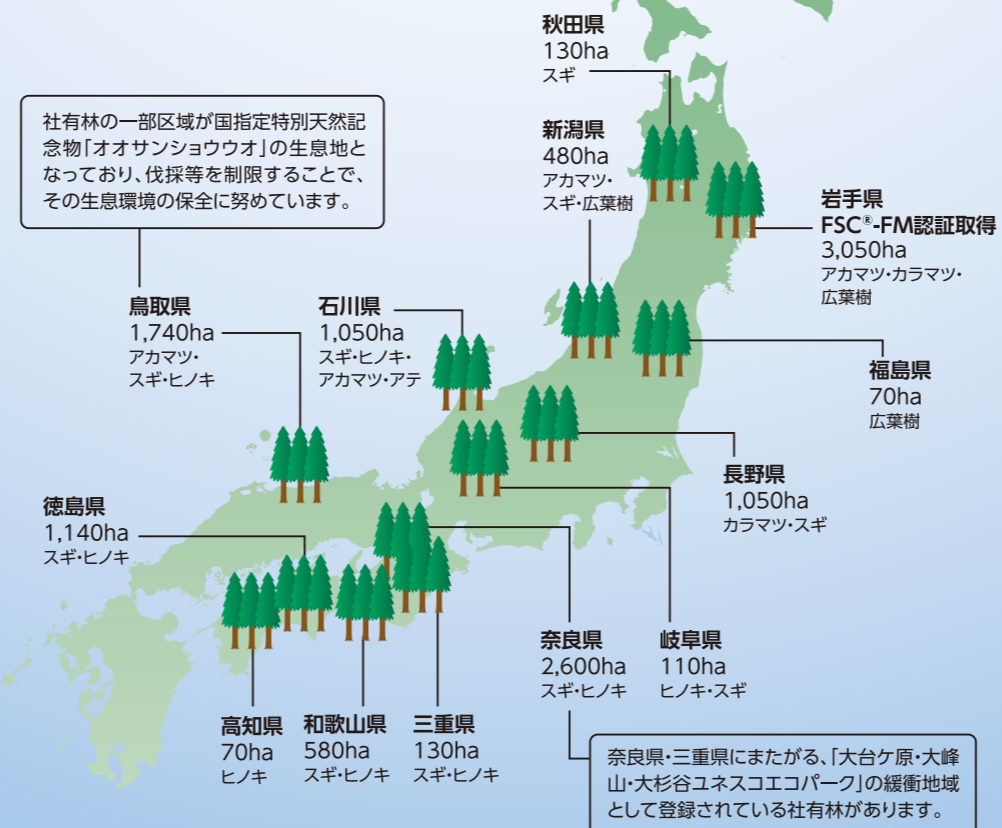 秋田県
130ha
スギ
社有林の一部区域が国指定特別天然記
念物「オオサンショウウオ」の生息地と
なっており、伐採等を制限することで、
その生息環境の保全に努めています。
新潟県
480ha
アカマツ・
スギ・広葉樹
岩手県
FSC®-FM認証取得
3,050ha
アカマツ・カラマツ・
広葉樹
鳥取県
1,740ha
アカマツ・
スギ・ヒノキ
石川県
1,050ha
スギ・ヒノキ・
アカマツ・アテ
福島県
70ha
広葉樹
長野県
1,050ha
カラマツ・スギ
徳島県
1,140ha
スギ・ヒノキ
奈良県
2,600ha
スギ・ヒノキ
岐阜県
110ha
ヒノキ・スギ
高知県
70ha
ヒノキ
和歌山県
580ha
スギ・ヒノキ
三重県
130ha
スギ・ヒノキ
奈良県・三重県にまたがる、「大台ケ原・大峰
山・大杉谷ユネスコエコパーク」の緩衝地域
として登録されている社有林があります。